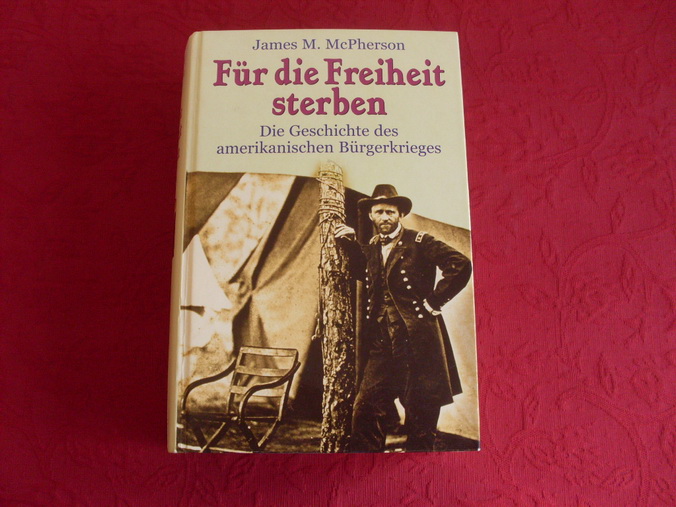 James M. McPherson
Für die Freiheit
sterben
Die Geschichte des
amerikanischen Bürgerkrieges